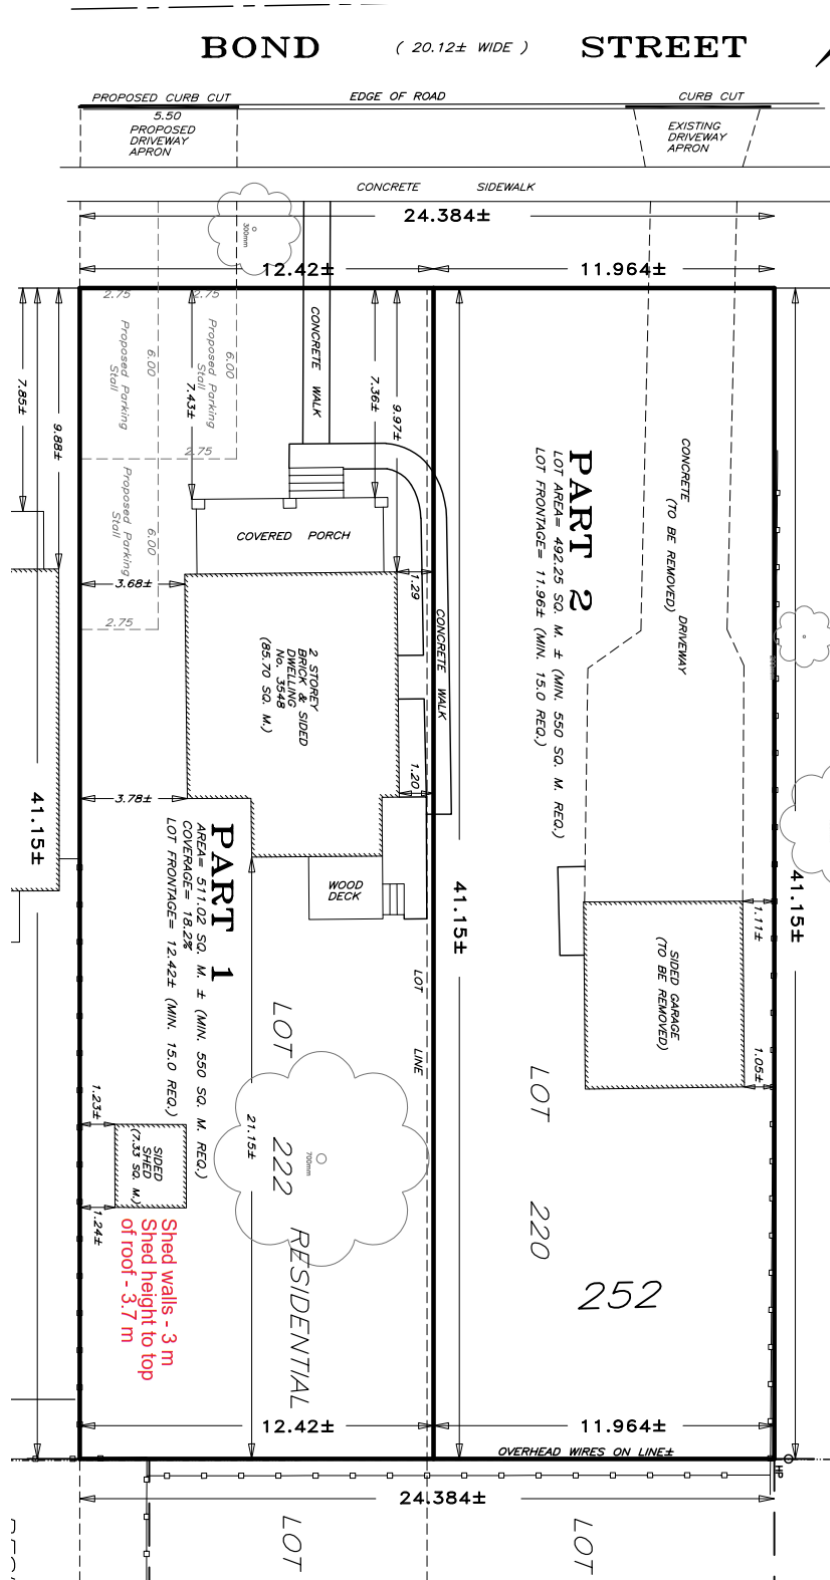 BOND ( 20.12± WIDE ) STREET
PROPOSED CURB CUT
EDGE OF ROAD
CURB CUT
5.50
PROPOSED
DRIVEWAY
APRON
EXISTING
DRIVEWAY
APRON
CONCRETE SIDEWALK
24.384±
300mm
12.42±
11.964±
2.75
2.75
6.00
Proposed Parking
Stall
6.00
Proposed Parking
Stall
2.75
6.00
Proposed Parking
Stall
2.75
7.85±
9.88±
7.43±
7.36±
9.97±
CONCRETE WALK
COVERED PORCH
3.68±
1.29
CONCRETE WALK
2 STOREY
BRICK & SIDED
DWELLING
No. 3548
(85.70 SQ. M.)
1.20
3.78±
WOOD
DECK
41.15±
41.15±
41.15±
PART 2
LOT AREA= 492.25 SQ. M. ± (MIN. 550 SQ. M. REQ.)
LOT FRONTAGE= 11.96± (MIN. 15.0 REQ.)
CONCRETE DRIVEWAY
(TO BE REMOVED)
PART 1
AREA= 511.02 SQ. M. ± (MIN. 550 SQ. M. REQ.)
COVERAGE= 18.2%
LOT FRONTAGE= 12.42± (MIN. 15.0 REQ.)
SIDED GARAGE
(TO BE REMOVED)
1.11±
1.05±
LOT LINE
LOT 222
LOT 220
21.15±
700mm
1.23±
SIDED
SHED
(7.33 SQ. M.)
1.24±
Shed walls - 3 m
Shed height to top
of roof - 3.7 m
RESIDENTIAL
252
12.42±
11.964±
OVERHEAD WIRES ON LINE±
HP
24.384±
LOT
LOT